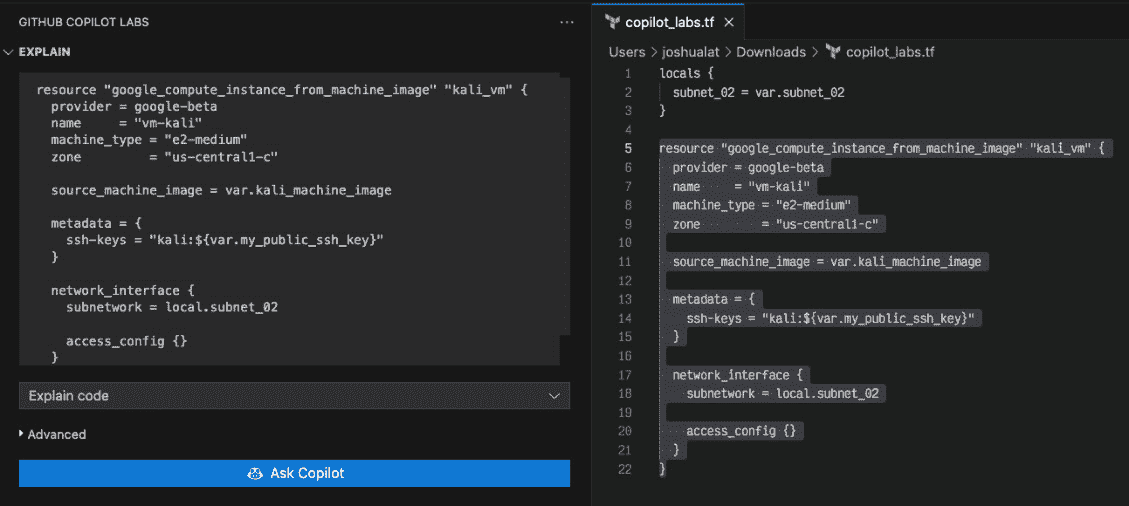 GITHUB COPILOT LABS
EXPLAIN
resource "google_compute_instance_from_machine_image" "kali_vm" {
  provider = google-beta
  name     = "vm-kali"
  machine_type = "e2-medium"
  zone         = "us-central1-c"
  source_machine_image = var.kali_machine_image
  metadata = {
    ssh-keys = "kali:${var.my_public_ssh_key}"
  }
  network_interface {
    subnetwork = local.subnet_02
    access_config {}
  }
Explain code
Advanced
Ask Copilot
copilot_labs.tf
Users > joshualat > Downloads > copilot_labs.tf
1 locals {
2   subnet_02 = var.subnet_02
3 }
4
5 resource "google_compute_instance_from_machine_image" "kali_vm" {
6   provider = google-beta
7   name     = "vm-kali"
8   machine_type = "e2-medium"
9   zone         = "us-central1-c"
10
11   source_machine_image = var.kali_machine_image
12
13   metadata = {
14     ssh-keys = "kali:${var.my_public_ssh_key}"
15   }
16
17   network_interface {
18     subnetwork = local.subnet_02
19
20     access_config {}
21   }
22 }